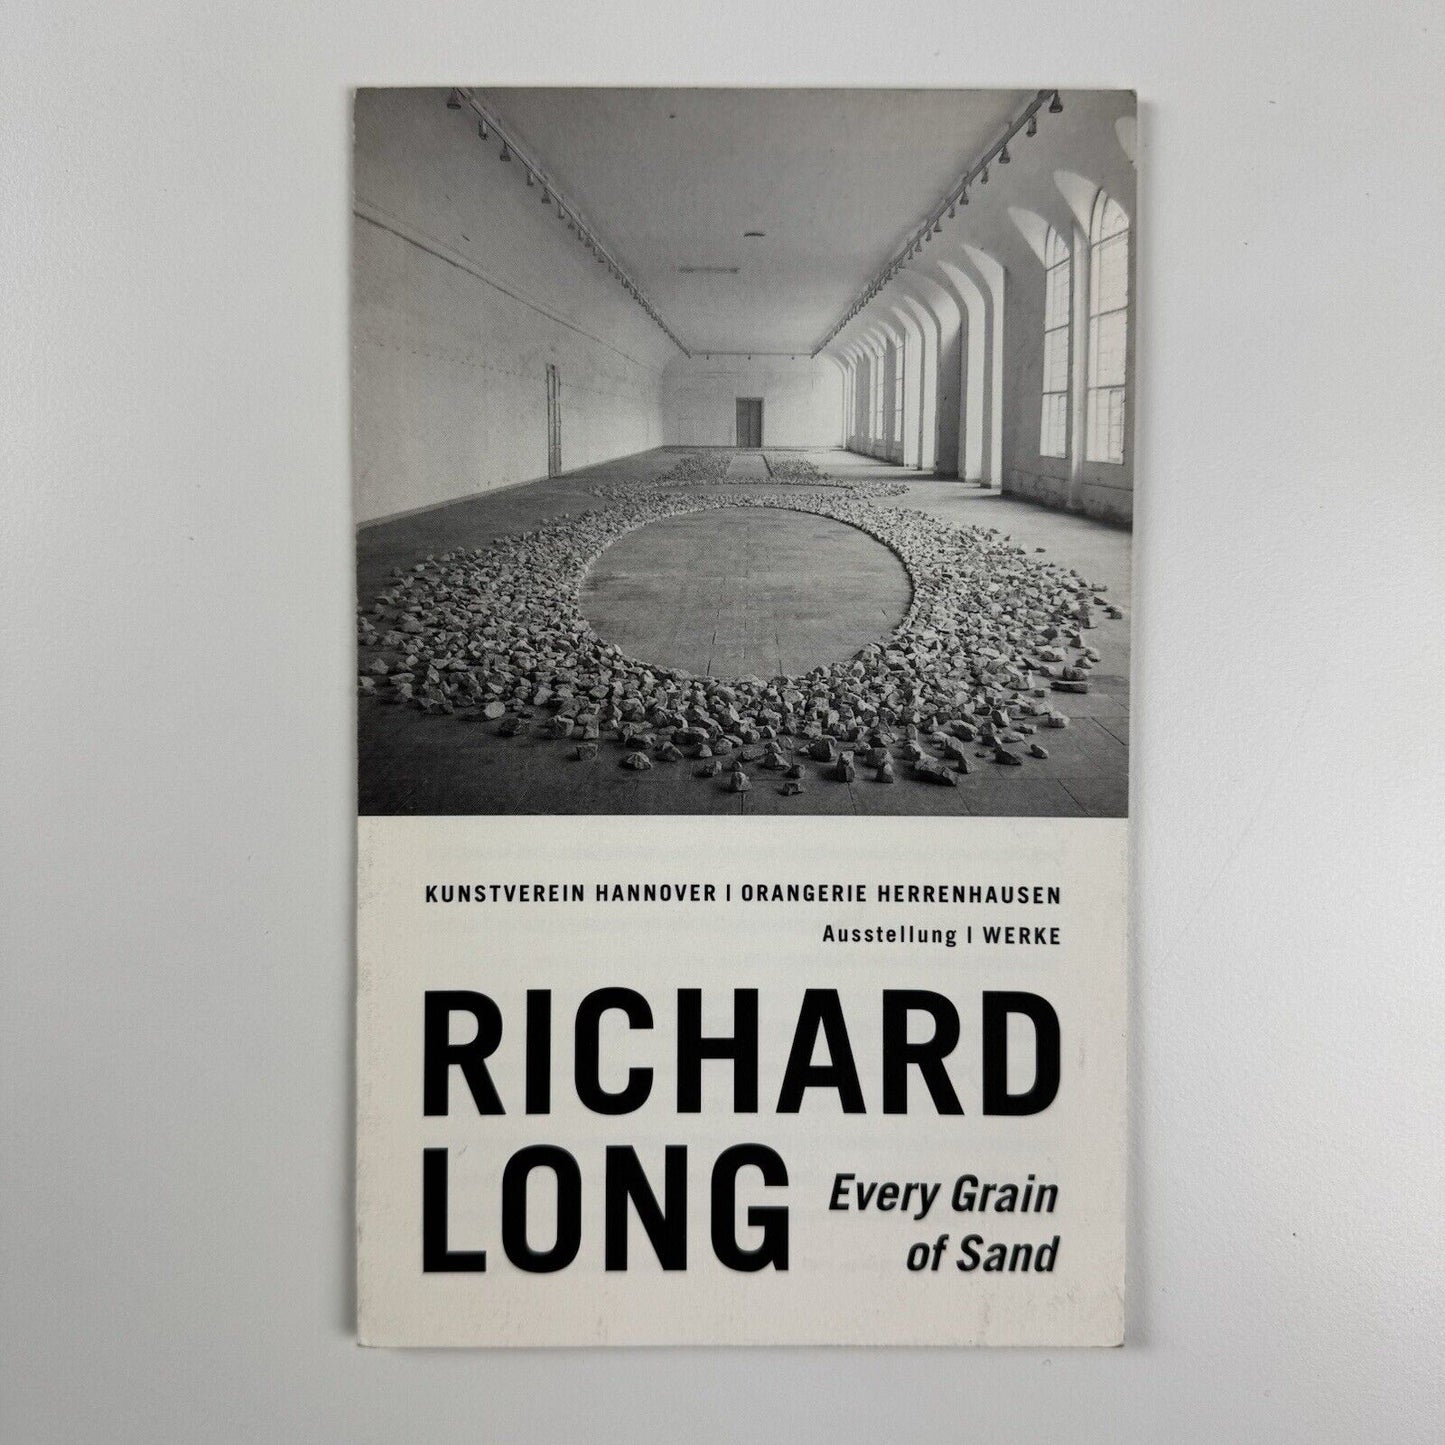 KUNSTVEREIN HANNOVER | ORANGERIE HERRENHAUSEN
Ausstellung | WERKE
RICHARD
LONG
Every Grain
of Sand